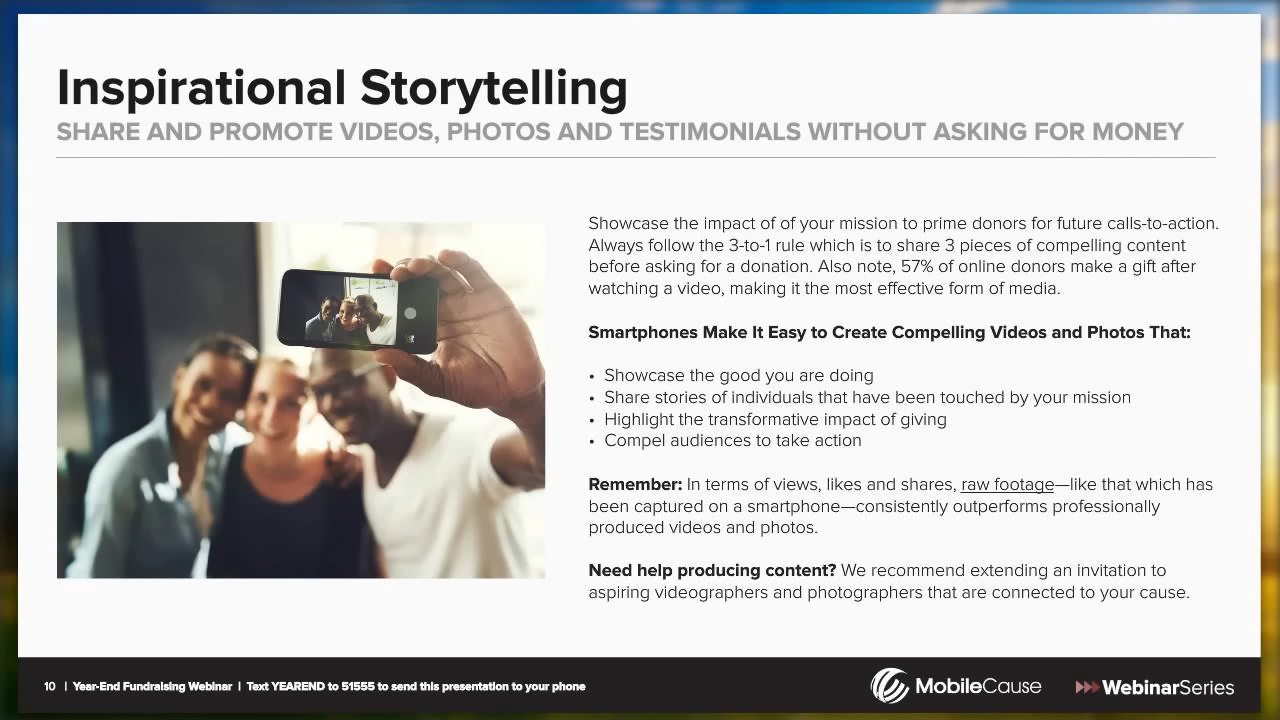 Inspirational Storytelling
SHARE AND PROMOTE VIDEOS, PHOTOS AND TESTIMONIALS WITHOUT ASKING FOR MONEY
Showcase the impact of of your mission to prime donors for future calls-to-action.
Always follow the 3-to-1 rule which is to share 3 pieces of compelling content
before asking for a donation. Also note, 57% of online donors make a gift after
watching a video, making it the most effective form of media.
Smartphones Make It Easy to Create Compelling Videos and Photos That:
• Showcase the good you are doing
• Share stories of individuals that have been touched by your mission
• Highlight the transformative impact of giving
• Compel audiences to take action
Remember: In terms of views, likes and shares, raw footage—like that which has
been captured on a smartphone—consistently outperforms professionally
produced videos and photos.
Need help producing content? We recommend extending an invitation to
aspiring videographers and photographers that are connected to your cause.
10 | Year-End Fundraising Webinar | Text YEAREND to 51555 to send this presentation to your phone
MobileCause
WebinarSeries